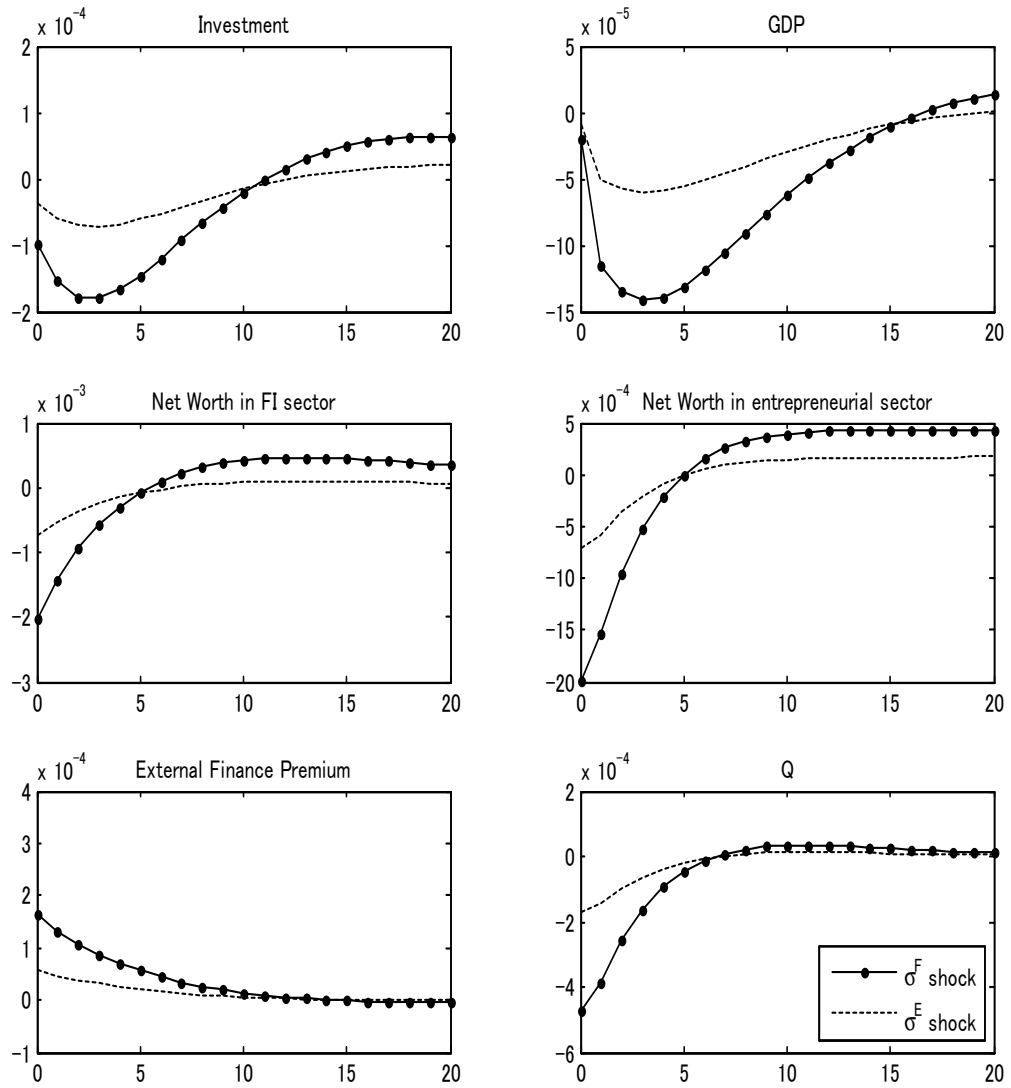 Investment
x 10^-4
2
1
0
-1
-2
0 5 10 15 20
GDP
x 10^-5
5
0
-5
-10
-15
0 5 10 15 20
Net Worth in FI sector
x 10^-3
1
0
-1
-2
-3
0 5 10 15 20
Net Worth in entrepreneurial sector
x 10^-4
5
0
-5
-10
-15
-20
0 5 10 15 20
External Finance Premium
x 10^-4
4
3
2
1
0
-1
0 5 10 15 20
Q
x 10^-4
2
0
-2
-4
-6
0 5 10 15 20
σ^F shock
σ^E shock